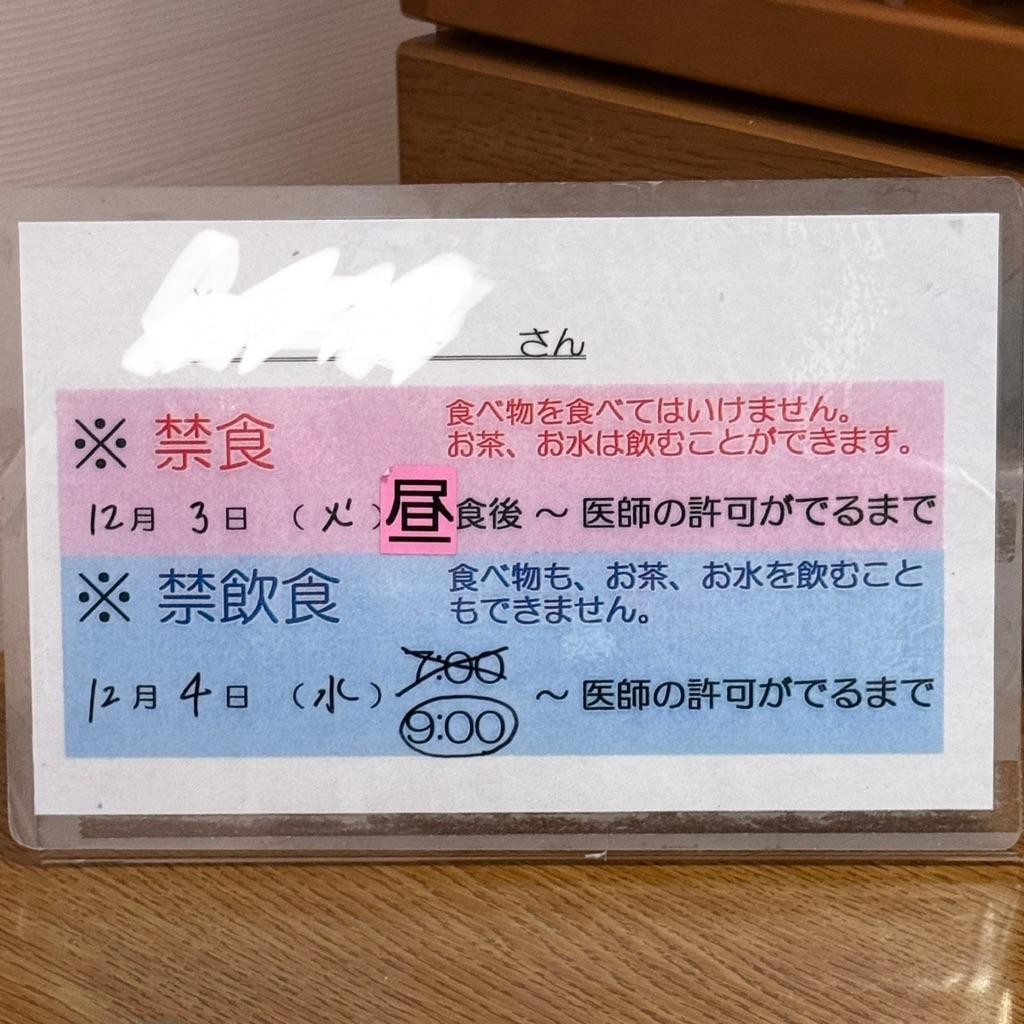 さん
※ 禁食
食べ物を食べてはいけません。
お茶、お水は飲むことができます。
12月 3日 （火）昼食後 ～ 医師の許可がでるまで
※ 禁飲食
食べ物も、お茶、お水を飲むこと
もできません。
7:00
12月 4日 （水） ～ 医師の許可がでるまで
9:00